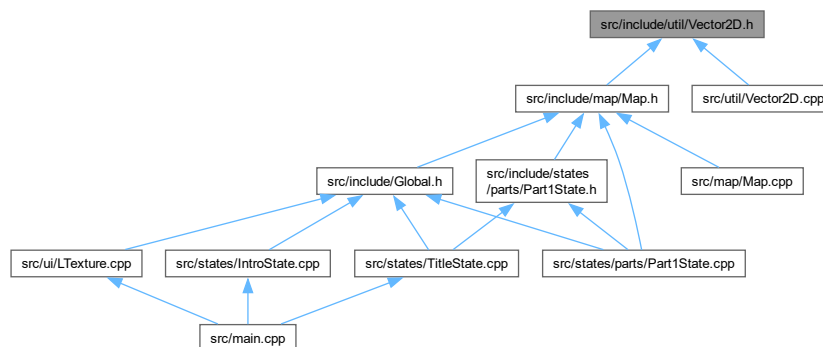 src/include/util/Vector2D.h
src/include/map/Map.h
src/util/Vector2D.cpp
src/include/Global.h
src/include/states
/parts/Part1State.h
src/map/Map.cpp
src/ui/LTexture.cpp
src/states/IntroState.cpp
src/states/TitleState.cpp
src/states/parts/Part1State.cpp
src/main.cpp